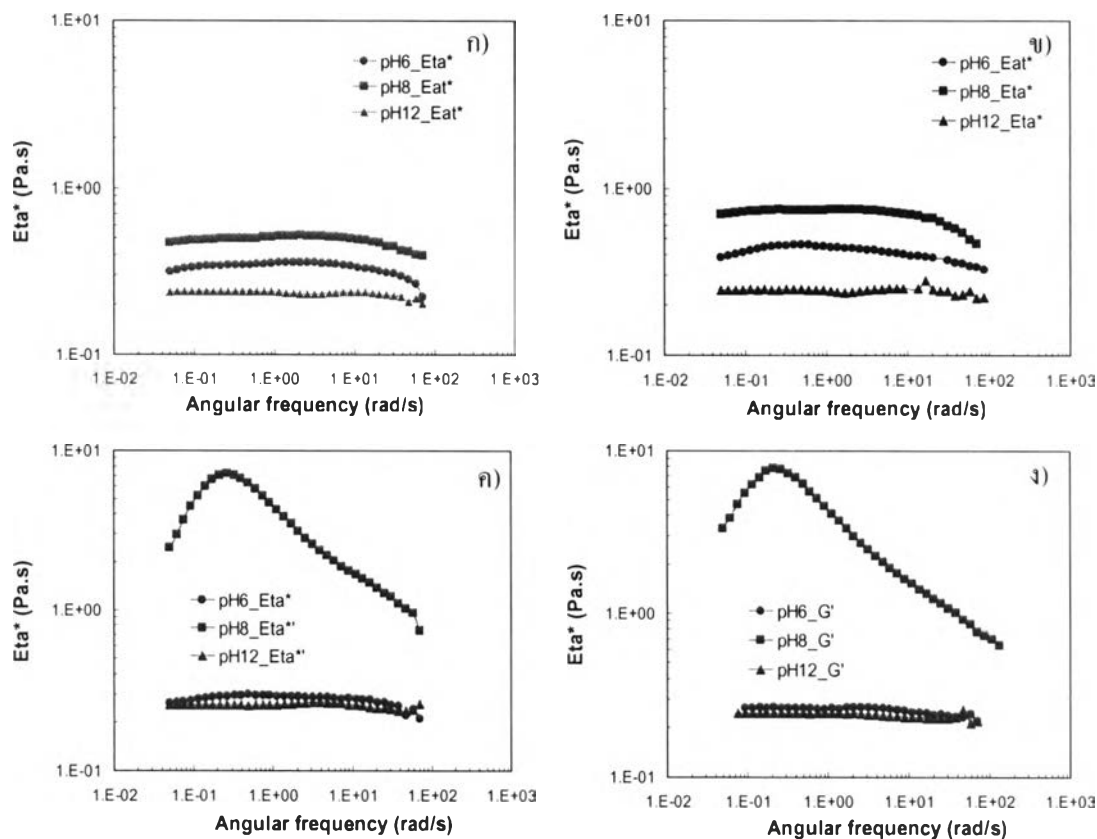 1.E+01
ก)
pH6_Eta*
pH8_Eat*
pH12_Eat*
Eta* (Pa.s)
1.E+00
1.E-01
1.E-02 1.E-01 1.E+00 1.E+01 1.E+02 1.E+03
Angular frequency (rad/s)
1.E+01
ข)
pH6_Eat*
pH8_Eta*
pH12_Eta*
Eta* (Pa.s)
1.E+00
1.E-01
1.E-02 1.E-01 1.E+00 1.E+01 1.E+02 1.E+03
Angular frequency (rad/s)
1.E+01
ค)
Eta* (Pa.s)
1.E+00
pH6_Eta*
pH8_Eta*'
pH12_Eta*'
1.E-01
1.E-02 1.E-01 1.E+00 1.E+01 1.E+02 1.E+03
Angular frequency (rad/s)
1.E+01
ง)
Eta* (Pa.s)
1.E+00
pH6_G'
pH8_G'
pH12_G'
1.E-01
1.E-02 1.E-01 1.E+00 1.E+01 1.E+02 1.E+03
Angular frequency (rad/s)